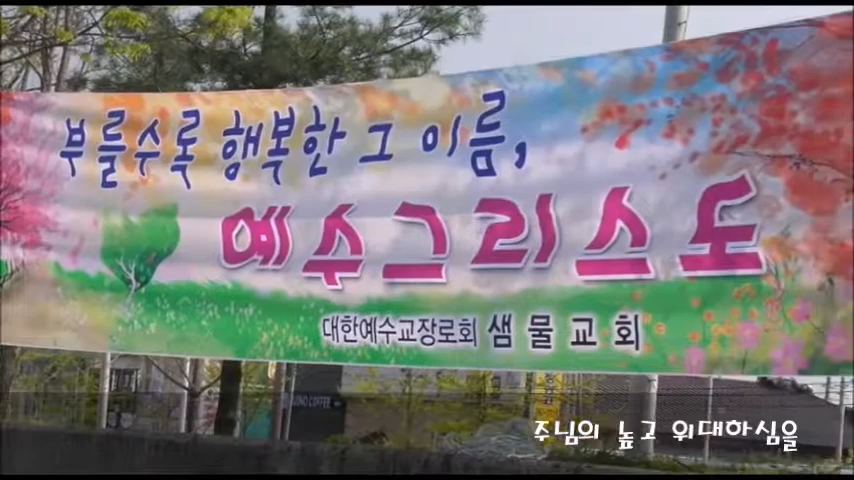 부를수록 행복한 그 이름,
예수그리스도
대한예수교장로회 샘물교회
COFFEE
주님의 높고 위대하심을